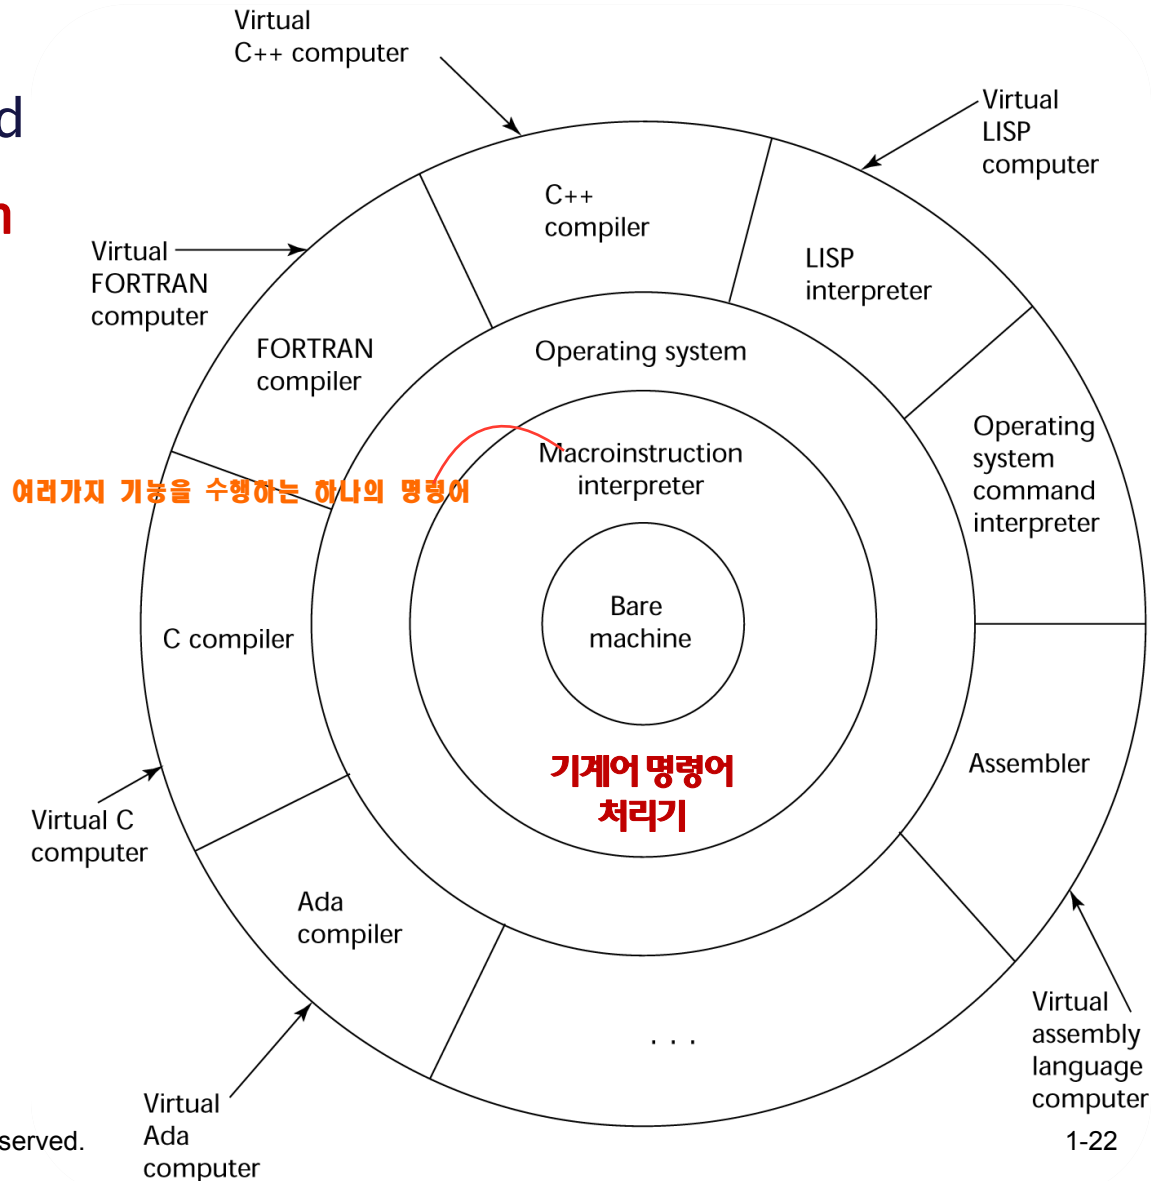 Virtual
C++ computer
d
Virtual
LISP
computer
C++
compiler
n
Virtual
FORTRAN
computer
LISP
interpreter
FORTRAN
compiler
Operating system
Operating
system
command
interpreter
Macroinstruction
interpreter
여러가지 기능을 수행하는 하나의 명령어
Bare
machine
C compiler
기계어 명령어
처리기
Assembler
Virtual C
computer
Ada
compiler
. . .
Virtual
assembly
language
computer
Virtual
Ada
computer
served.
1-22